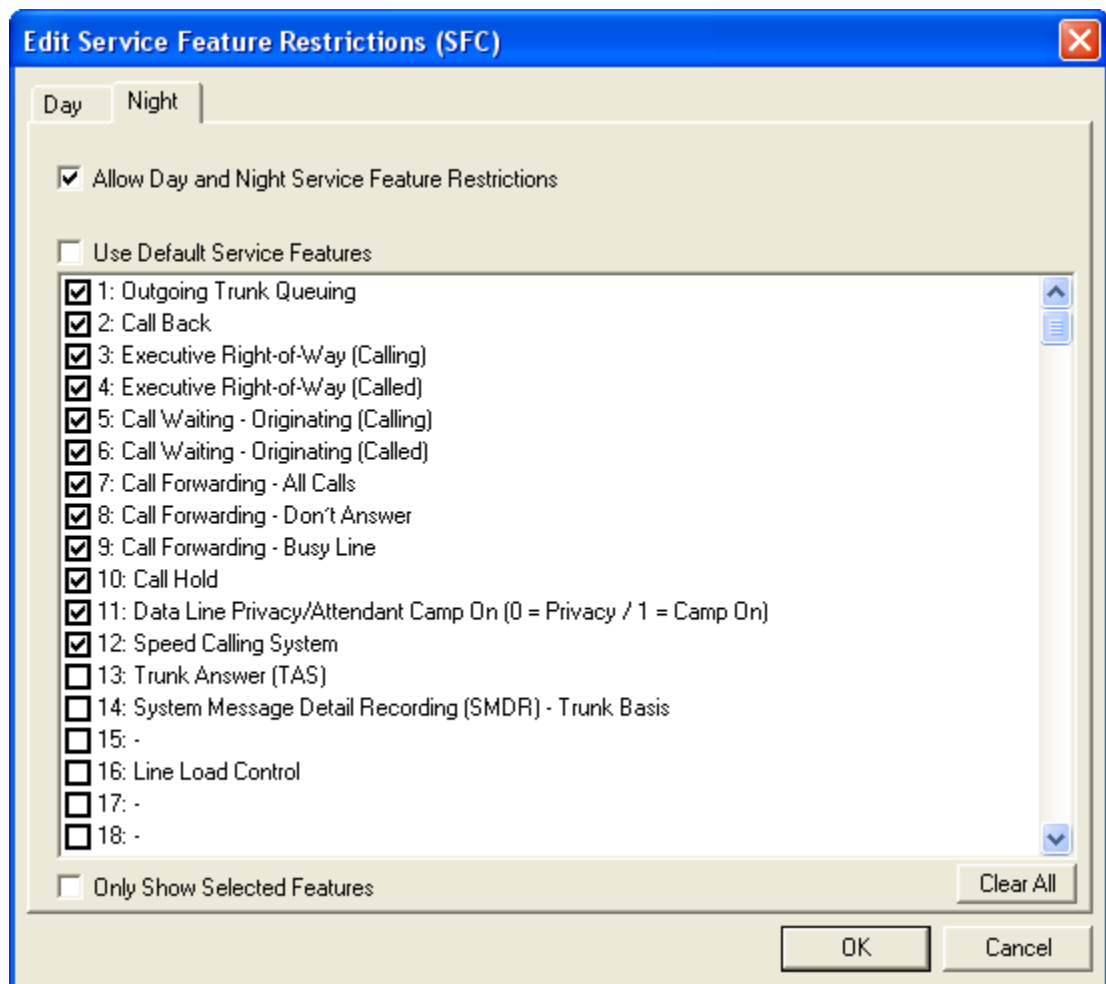 Edit Service Feature Restrictions (SFC)
Day Night
Allow Day and Night Service Feature Restrictions
Use Default Service Features
1: Outgoing Trunk Queuing
2: Call Back
3: Executive Right-of-Way (Calling)
4: Executive Right-of-Way (Called)
5: Call Waiting - Originating (Calling)
6: Call Waiting - Originating (Called)
7: Call Forwarding - All Calls
8: Call Forwarding - Don´t Answer
9: Call Forwarding - Busy Line
10: Call Hold
11: Data Line Privacy/Attendant Camp On (0 = Privacy / 1 = Camp On)
12: Speed Calling System
13: Trunk Answer (TAS)
14: System Message Detail Recording (SMDR) - Trunk Basis
15: -
16: Line Load Control
17: -
18: -
Only Show Selected Features
Clear All
OK Cancel